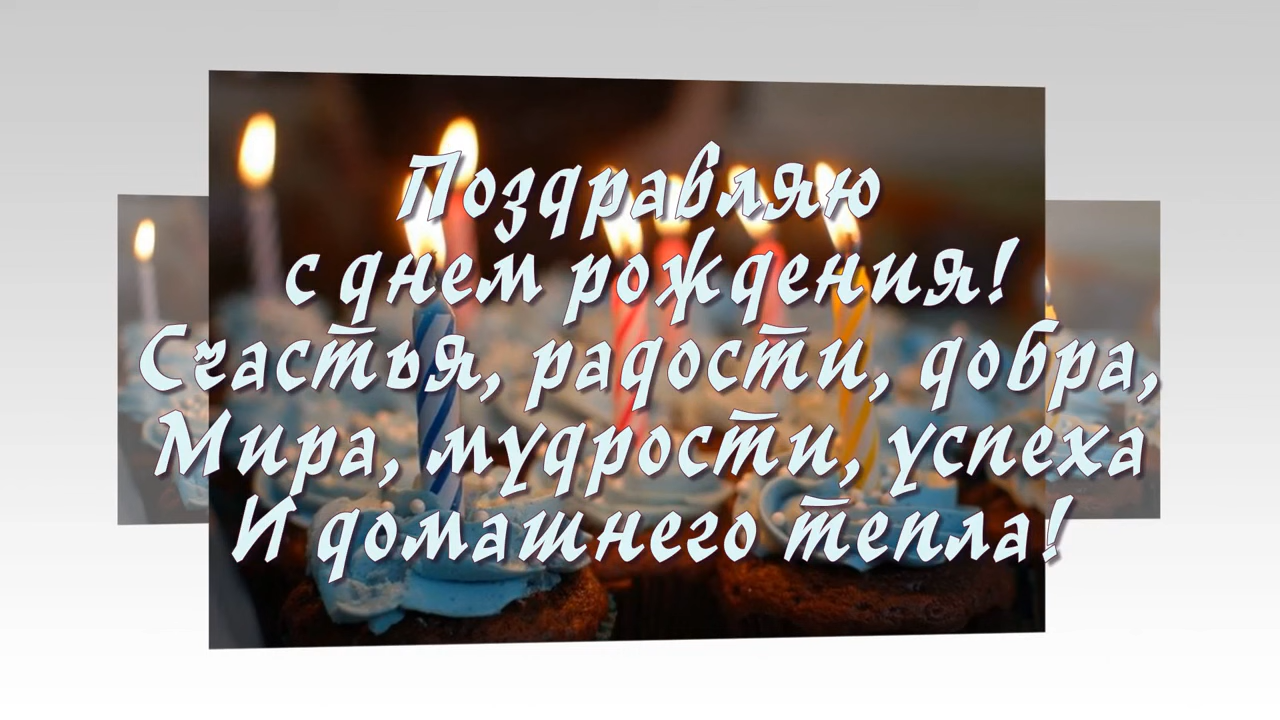 Поздравляю
с днем рождения!
Счастья, радости, добра,
Мира, мудрости, успеха
И домашнего тепла!